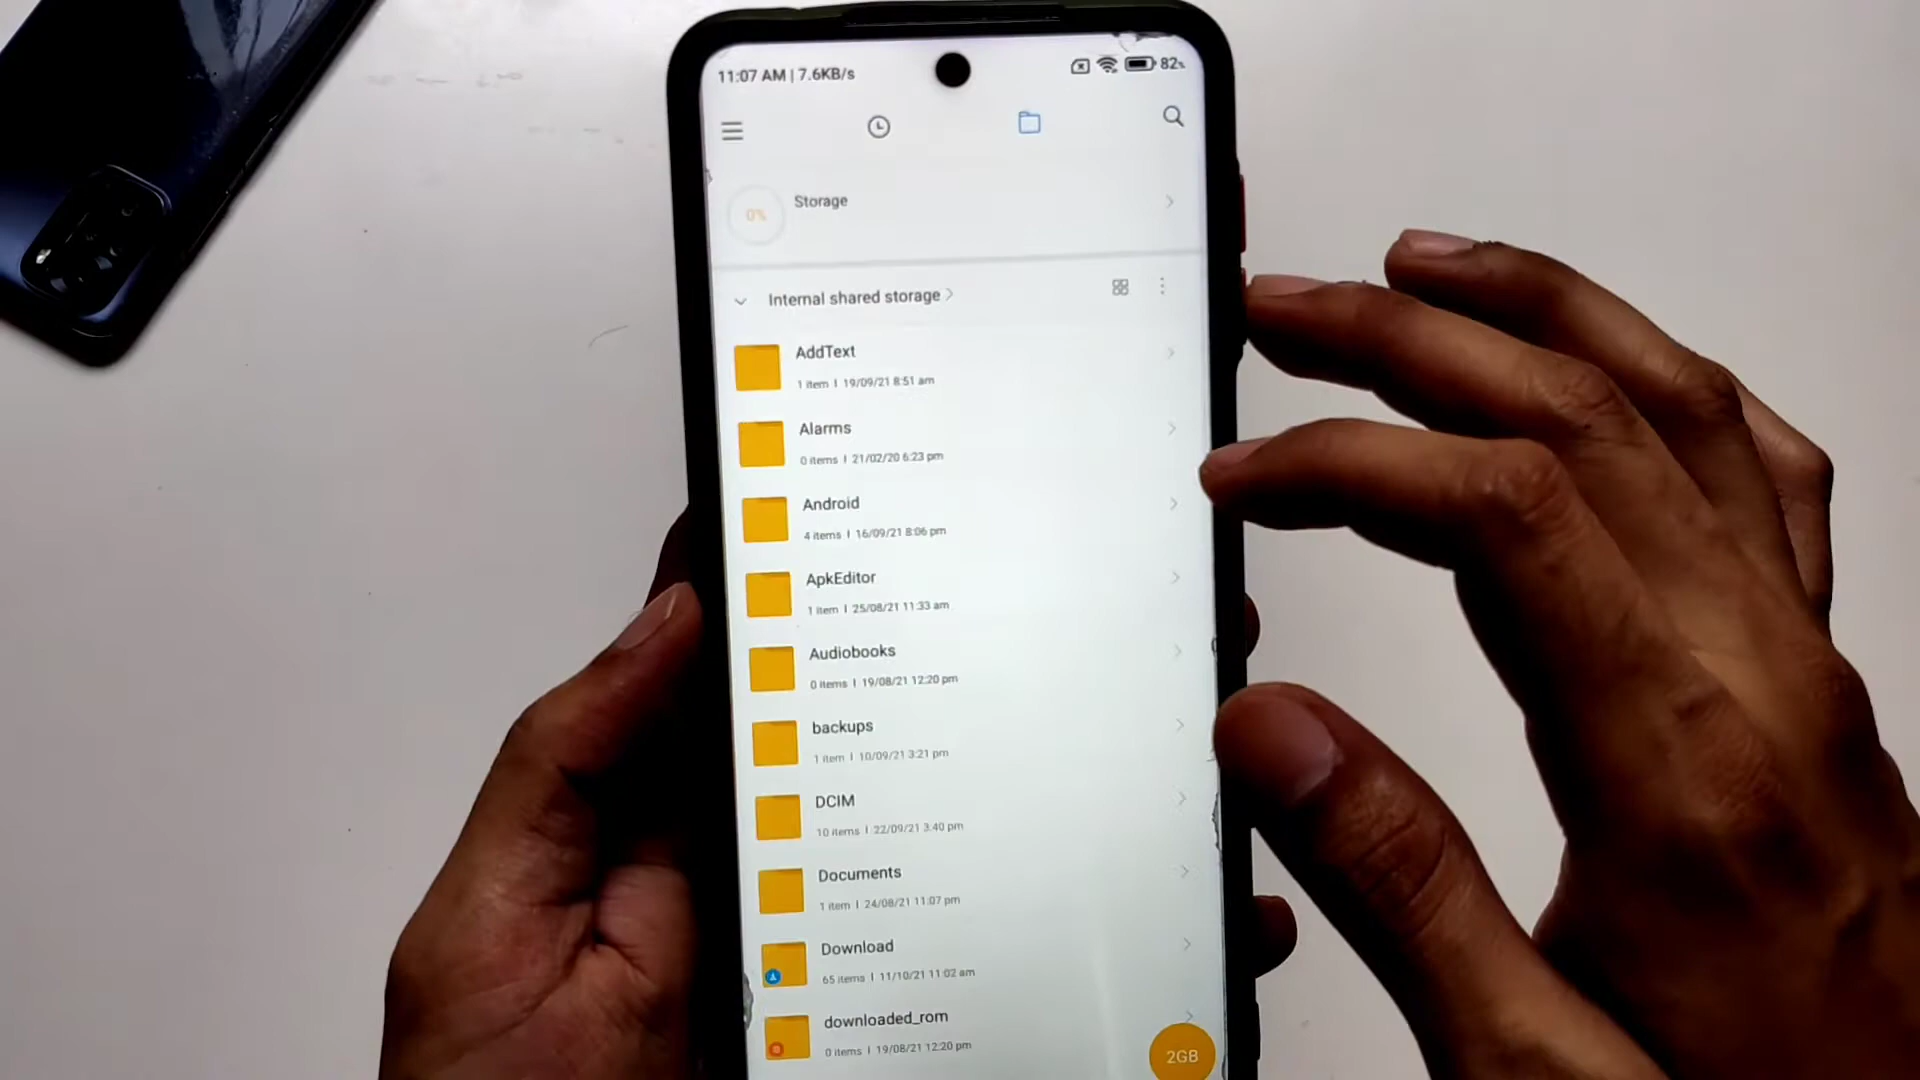 11:07 AM | 7.6KB/s
82%
0%
Storage
Internal shared storage
AddText
1 item | 19/09/21 8:51 am
Alarms
0 items | 21/02/20 6:23 pm
Android
4 items | 16/09/21 8:06 pm
ApkEditor
1 item | 25/08/21 11:33 am
Audiobooks
0 items | 19/08/21 12:20 pm
backups
1 item | 10/09/21 3:21 pm
DCIM
10 items | 22/09/21 3:40 pm
Documents
1 item | 24/08/21 11:07 pm
Download
65 items | 11/10/21 11:02 am
downloaded_rom
0 items | 19/08/21 12:20 pm
2GB